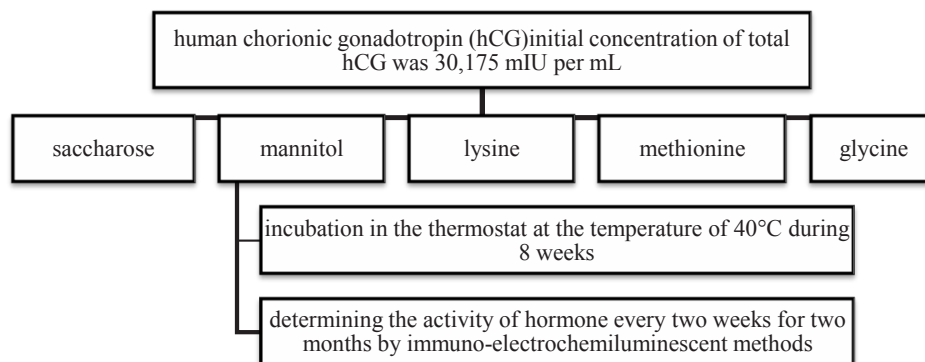 human chorionic gonadotropin (hCG)initial concentration of total
hCG was 30,175 mIU per mL
saccharose
mannitol
lysine
methionine
glycine
incubation in the thermostat at the temperature of 40°C during
8 weeks
determining the activity of hormone every two weeks for two
months by immuno-electrochemiluminescent methods